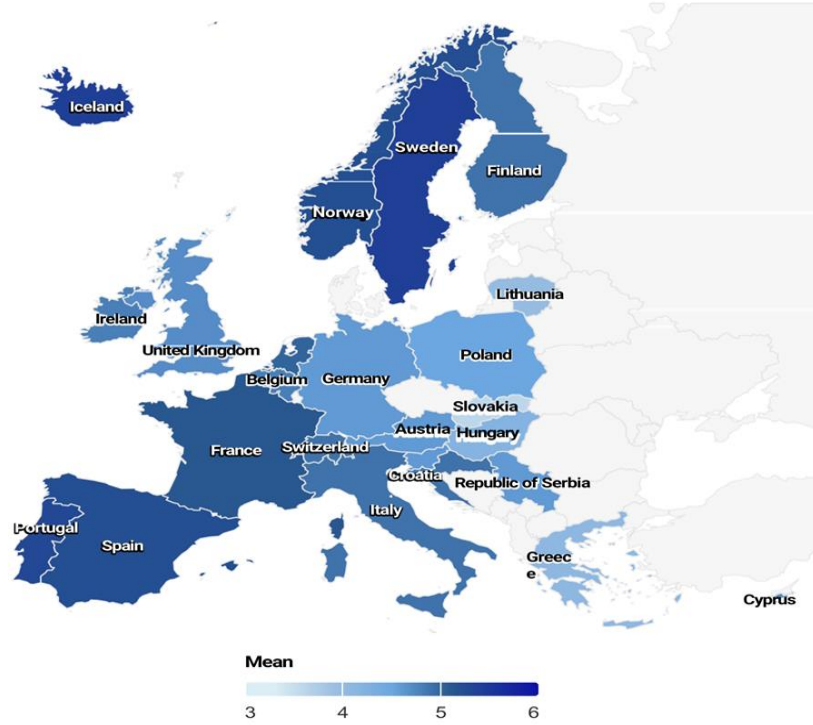 Iceland
Sweden
Finland
Norway
Lithuania
Ireland
United Kingdom
Poland
Belgium
Germany
Slovakia
Austria
Hungary
France
Switzerland
Croatia
Republic of Serbia
Italy
Portugal
Spain
Greec
e
Cyprus
Mean
3 4 5 6